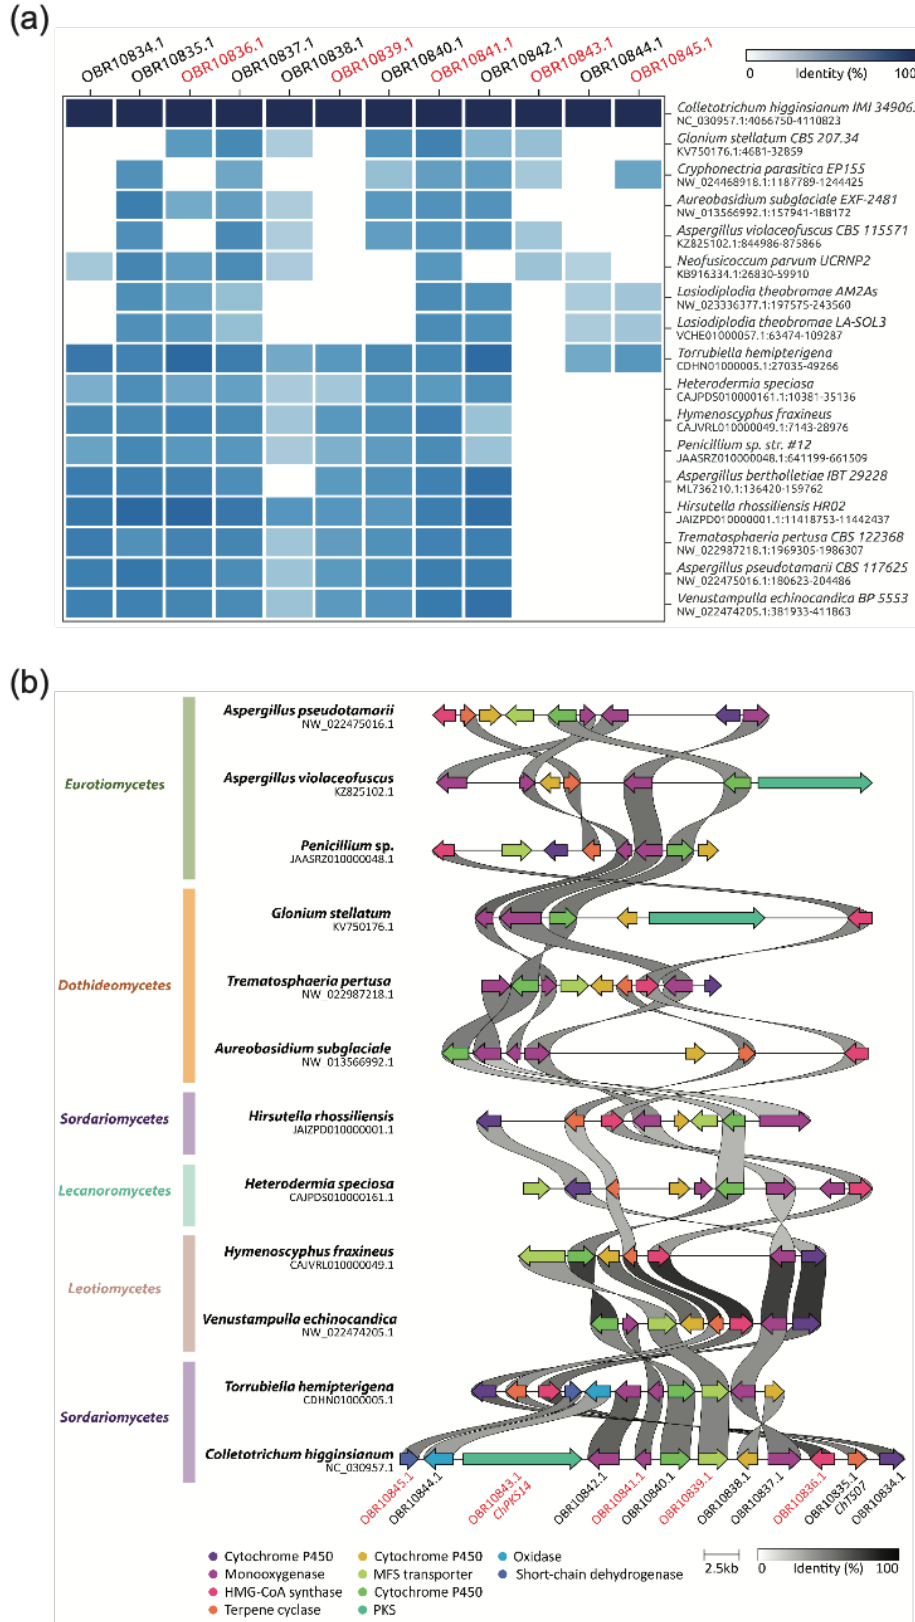 (a)
OBR10834.1
OBR10835.1
OBR10836.1
OBR10837.1
OBR10838.1
OBR10839.1
OBR10840.1
OBR10841.1
OBR10842.1
OBR10843.1
OBR10844.1
OBR10845.1
0 Identity (%) 100
Colletotrichum higginsianum IMI 34906
NC_030957.1:4066750-4110823
Glonium stellatum CBS 207.34
KV750176.1:4681-32859
Cryphonectria parasitica EP155
NW_024468918.1:1187789-1244425
Aureobasidium subglaciale EXF-2481
NW_013566992.1:157941-188172
Aspergillus violaceofuscus CBS 115571
KZ825102.1:844986-875866
Neofusicoccum parvum UCRNP2
KB916334.1:26830-59910
Lasiodiplodia theobromae AM2As
NW_023336377.1:197575-243560
Lasiodiplodia theobromae LA-SOL3
VCHE01000057.1:63474-109287
Torrubiella hemipterigena
CDHN01000005.1:27035-49266
Heterodermia speciosa
CAJPDS010000161.1:10381-35136
Hymenoscyphus fraxineus
CAJVRL010000049.1:7143-28976
Penicillium sp. str. #12
JAASRZ010000048.1:641199-661509
Aspergillus bertholletiae IBT 29228
ML736210.1:136420-159762
Hirsutella rhossiliensis HR02
JAIZPD010000001.1:11418753-11442437
Trematosphaeria pertusa CBS 122368
NW_022987218.1:1969305-1986307
Aspergillus pseudotamarii CBS 117625
NW_022475016.1:180623-204486
Venustampulla echinocandica BP 5553
NW_022474205.1:381933-411863
(b)
Eurotiomycetes
Aspergillus pseudotamarii
NW_022475016.1
Aspergillus violaceofuscus
KZ825102.1
Penicillium sp.
JAASRZ010000048.1
Dothideomycetes
Glonium stellatum
KV750176.1
Trematosphaeria pertusa
NW_022987218.1
Aureobasidium subglaciale
NW_013566992.1
Sordariomycetes
Hirsutella rhossiliensis
JAIZPD010000001.1
Lecanoromycetes
Heterodermia speciosa
CAJPDS010000161.1
Leotiomycetes
Hymenoscyphus fraxineus
CAJVRL010000049.1
Venustampulla echinocandica
NW_022474205.1
Sordariomycetes
Torrubiella hemipterigena
CDHN01000005.1
Colletotrichum higginsianum
NC_030957.1
OBR10845.1
OBR10844.1
OBR10843.1
ChPKS14
OBR10842.1
OBR10841.1
OBR10840.1
OBR10839.1
OBR10838.1
OBR10837.1
OBR10836.1
OBR10835.1
ChTS07
OBR10834.1
Cytochrome P450
Monooxygenase
HMG-CoA synthase
Terpene cyclase
Cytochrome P450
MFS transporter
Cytochrome P450
PKS
Oxidase
Short-chain dehydrogenase
2.5kb
0 Identity (%) 100